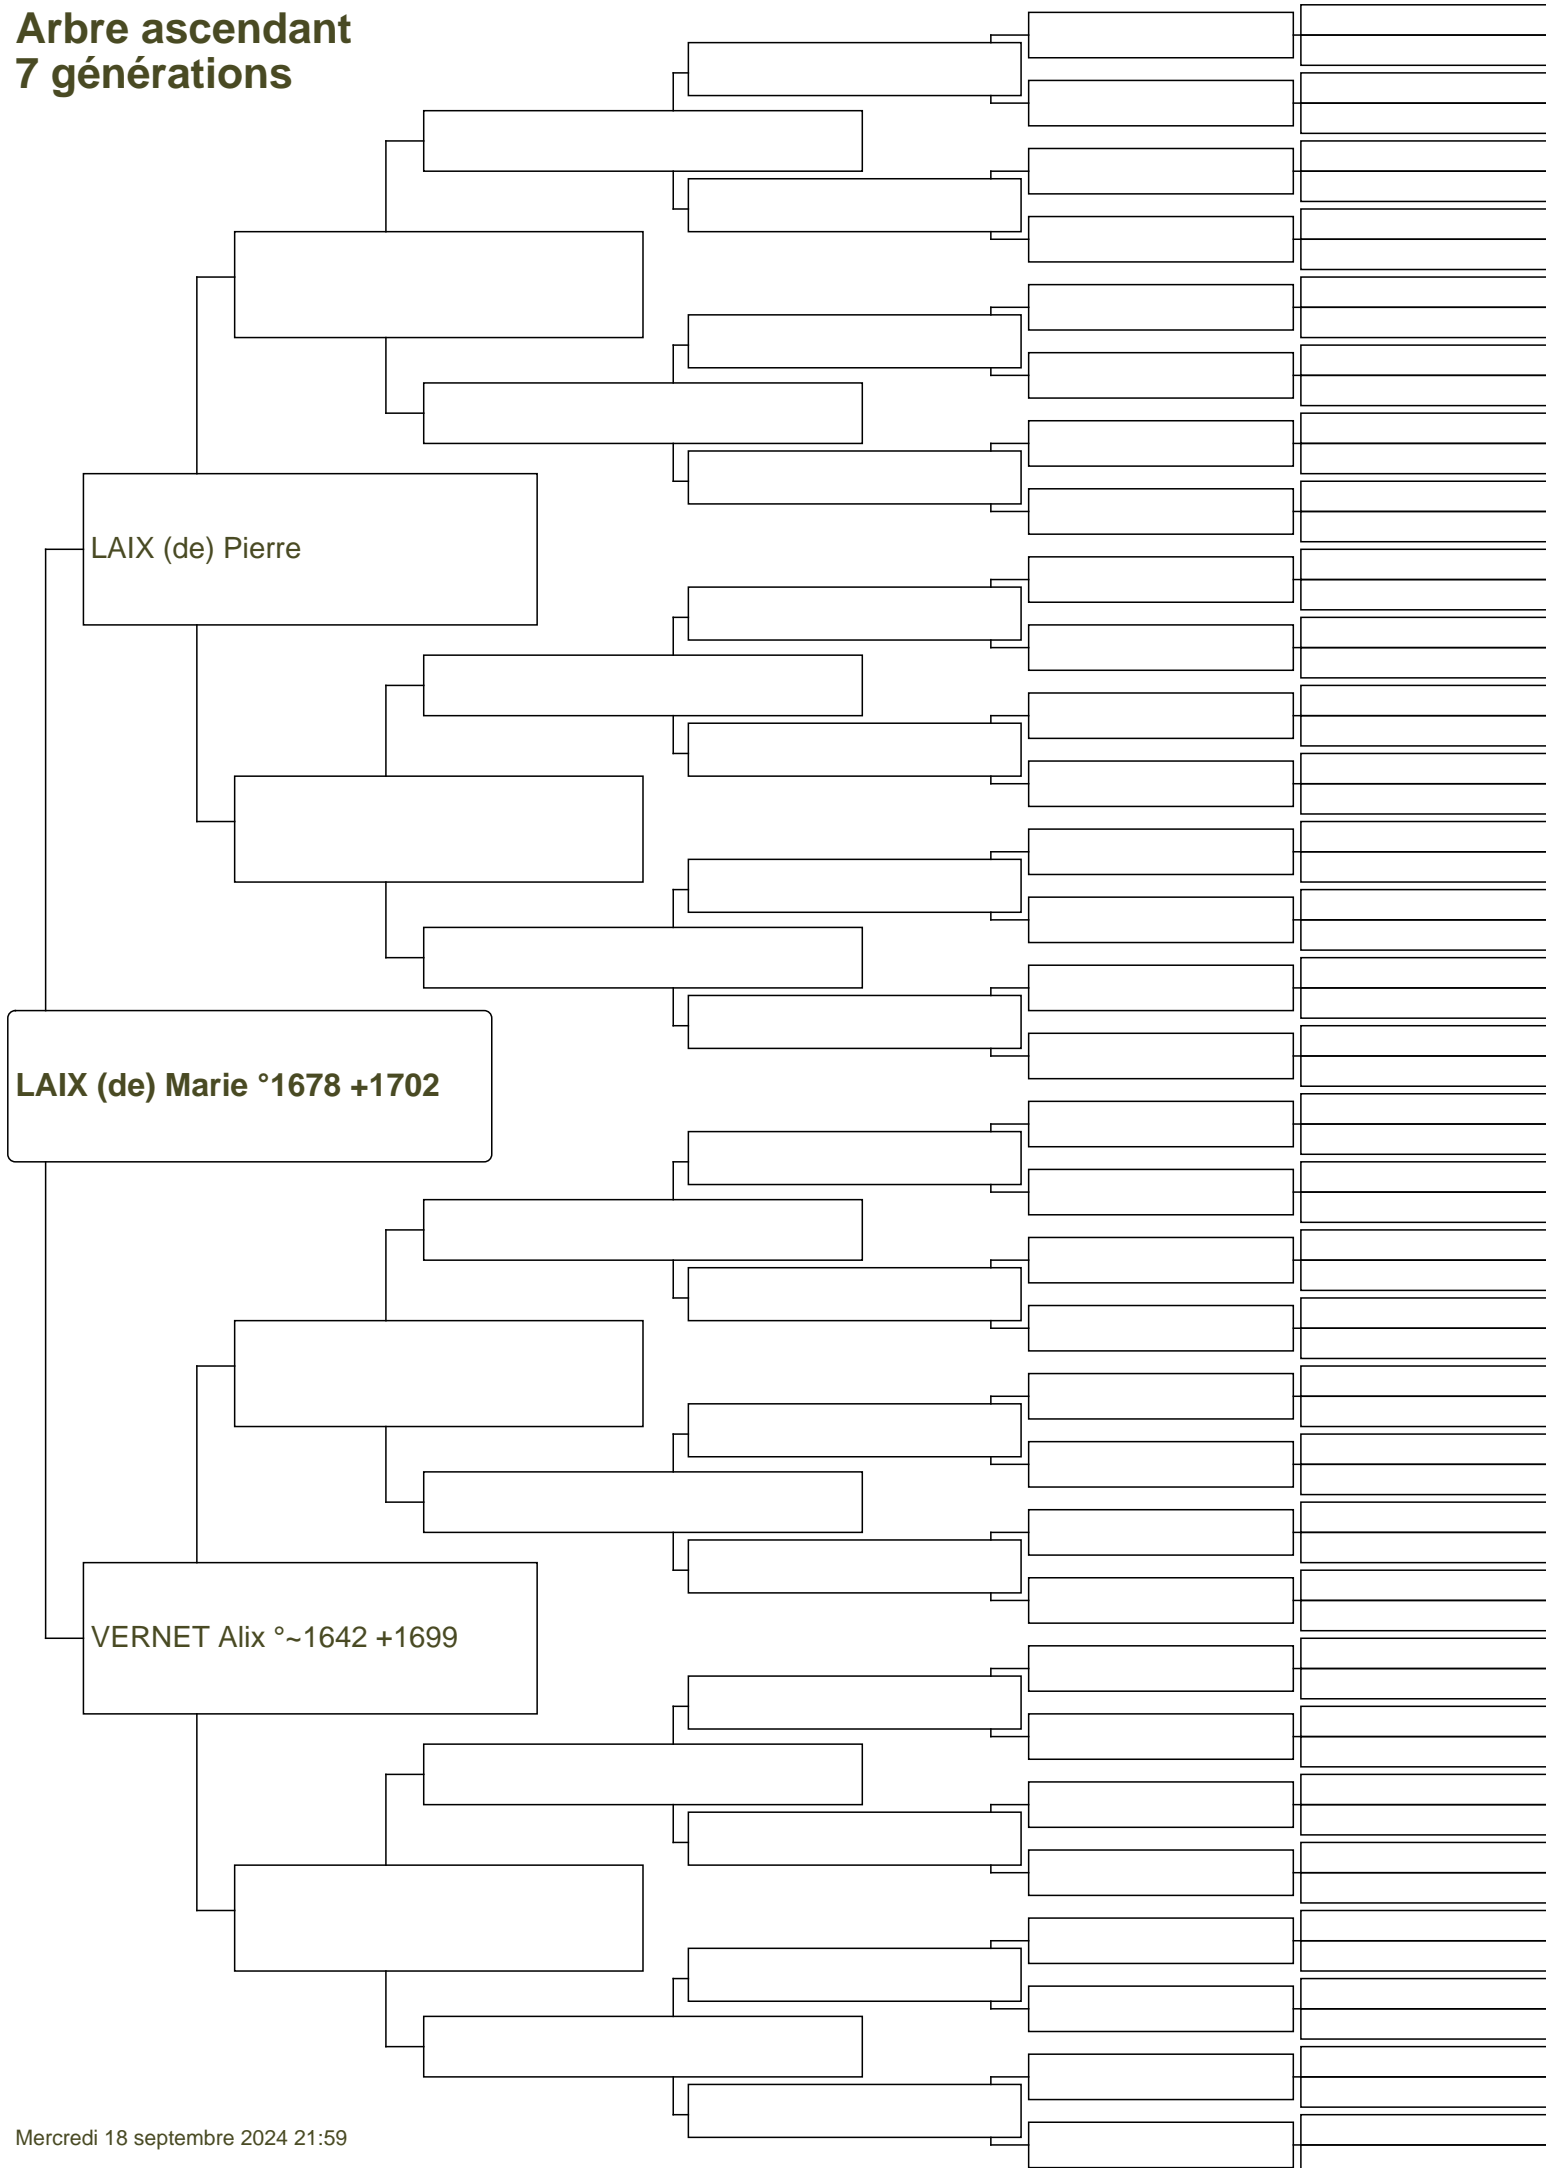 Arbre ascendant
7 générations
LAIX (de) Pierre
LAIX (de) Marie °1678 +1702
VERNET Alix °~1642 +1699
Mercredi 18 septembre 2024 21:59